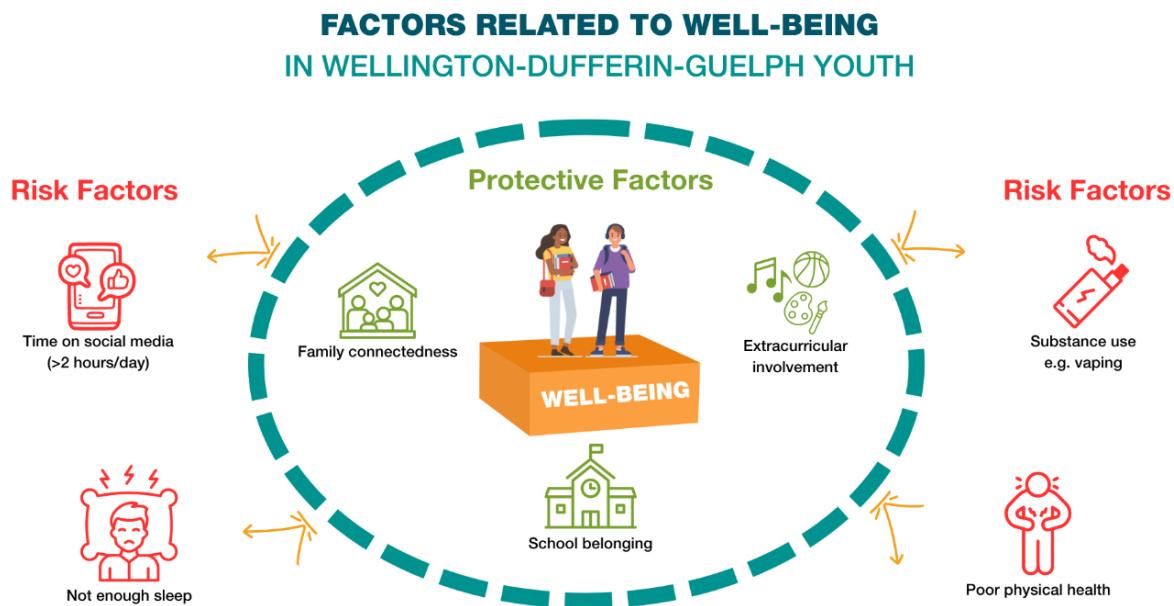 FACTORS RELATED TO WELL-BEING
IN WELLINGTON-DUFFERIN-GUELPH YOUTH
Protective Factors
Risk Factors
Risk Factors
Time on social media
(>2 hours/day)
Family connectedness
WELL-BEING
Extracurricular
involvement
Substance use
e.g. vaping
School belonging
Not enough sleep
Poor physical health